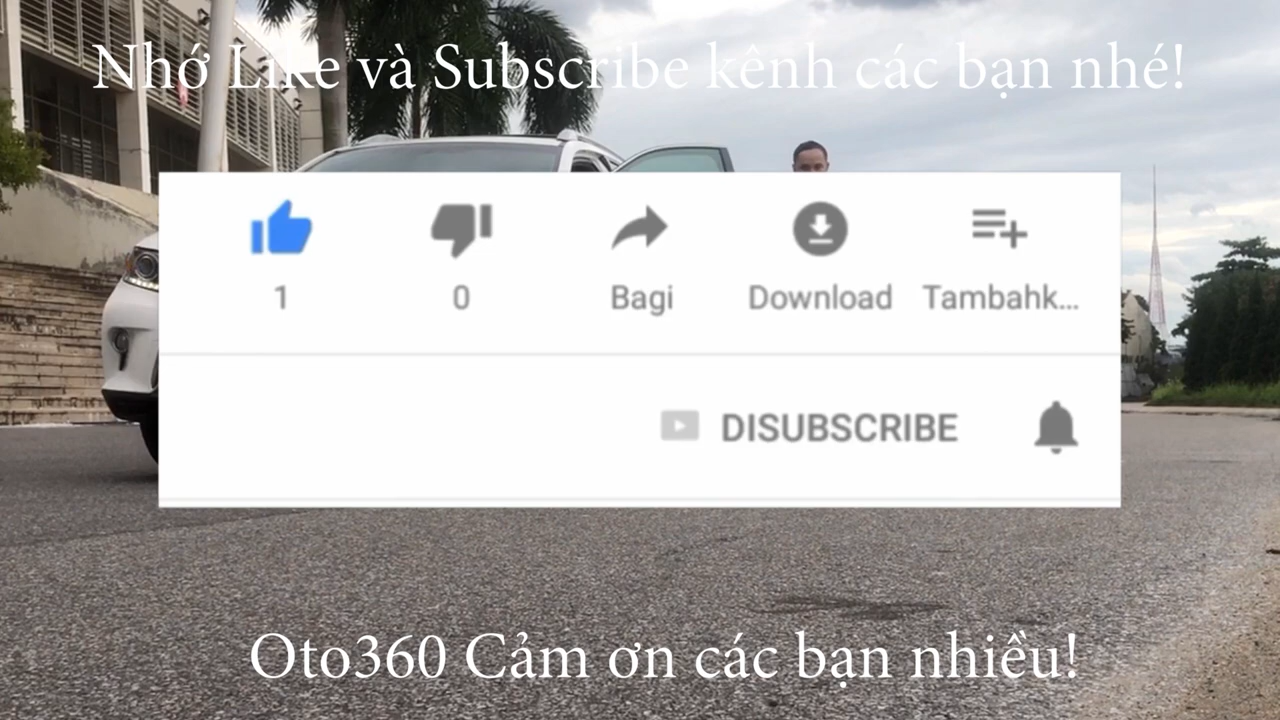 Nhớ Like và Subscribe kênh các bạn nhé!
1 0 Bagi Download Tambahk...
DISUBSCRIBE
Oto360 Cảm ơn các bạn nhiều!